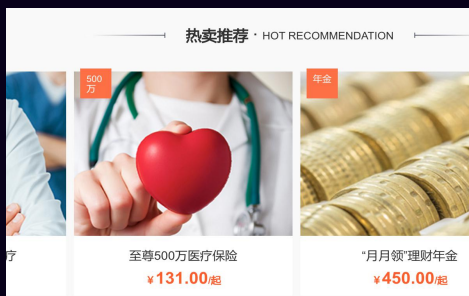 热卖推荐 · HOT RECOMMENDATION
500
万
年金
疗
至尊500万医疗保险
“月月领”理财年金
¥131.00/起
¥450.00/起